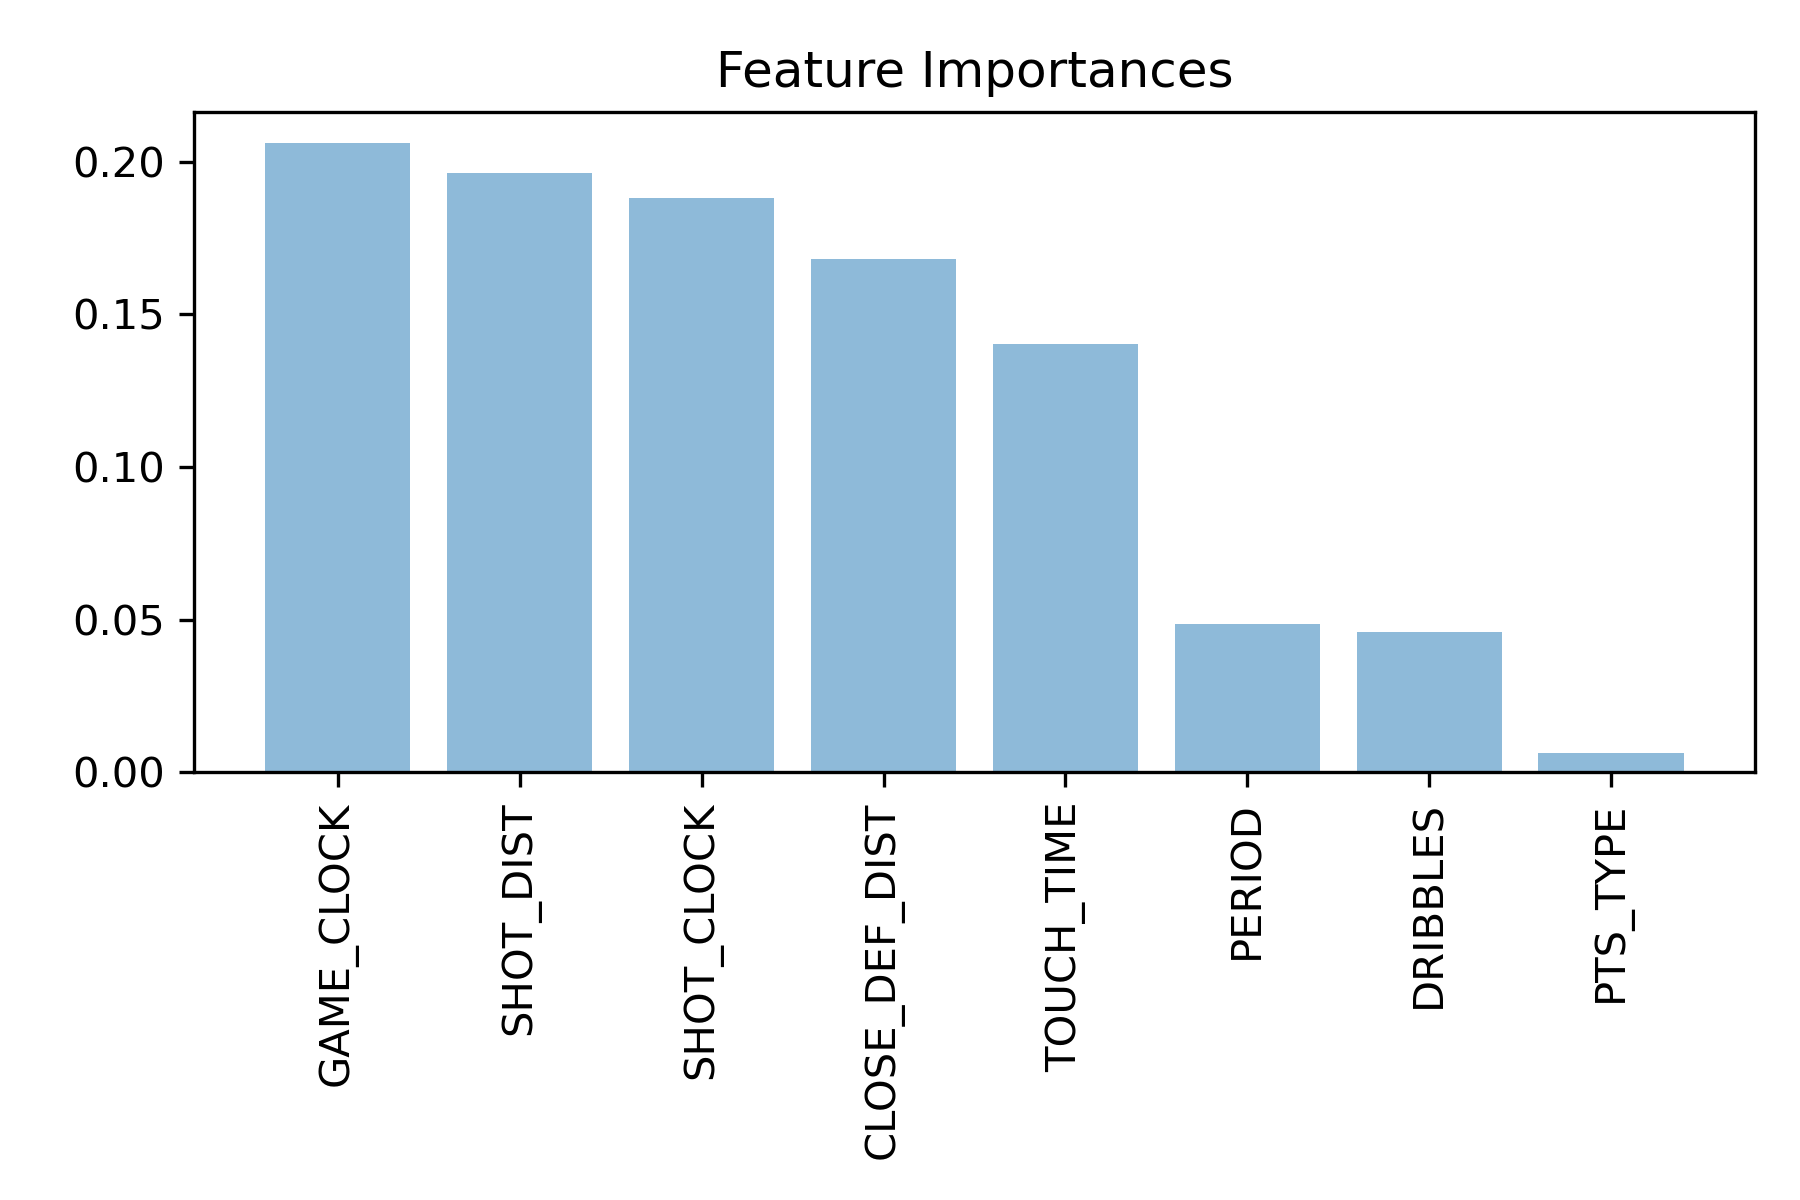 Feature Importances
0.20
0.15
0.10
0.05
0.00
GAME_CLOCK
SHOT_DIST
SHOT_CLOCK
CLOSE_DEF_DIST
TOUCH_TIME
PERIOD
DRIBBLES
PTS_TYPE